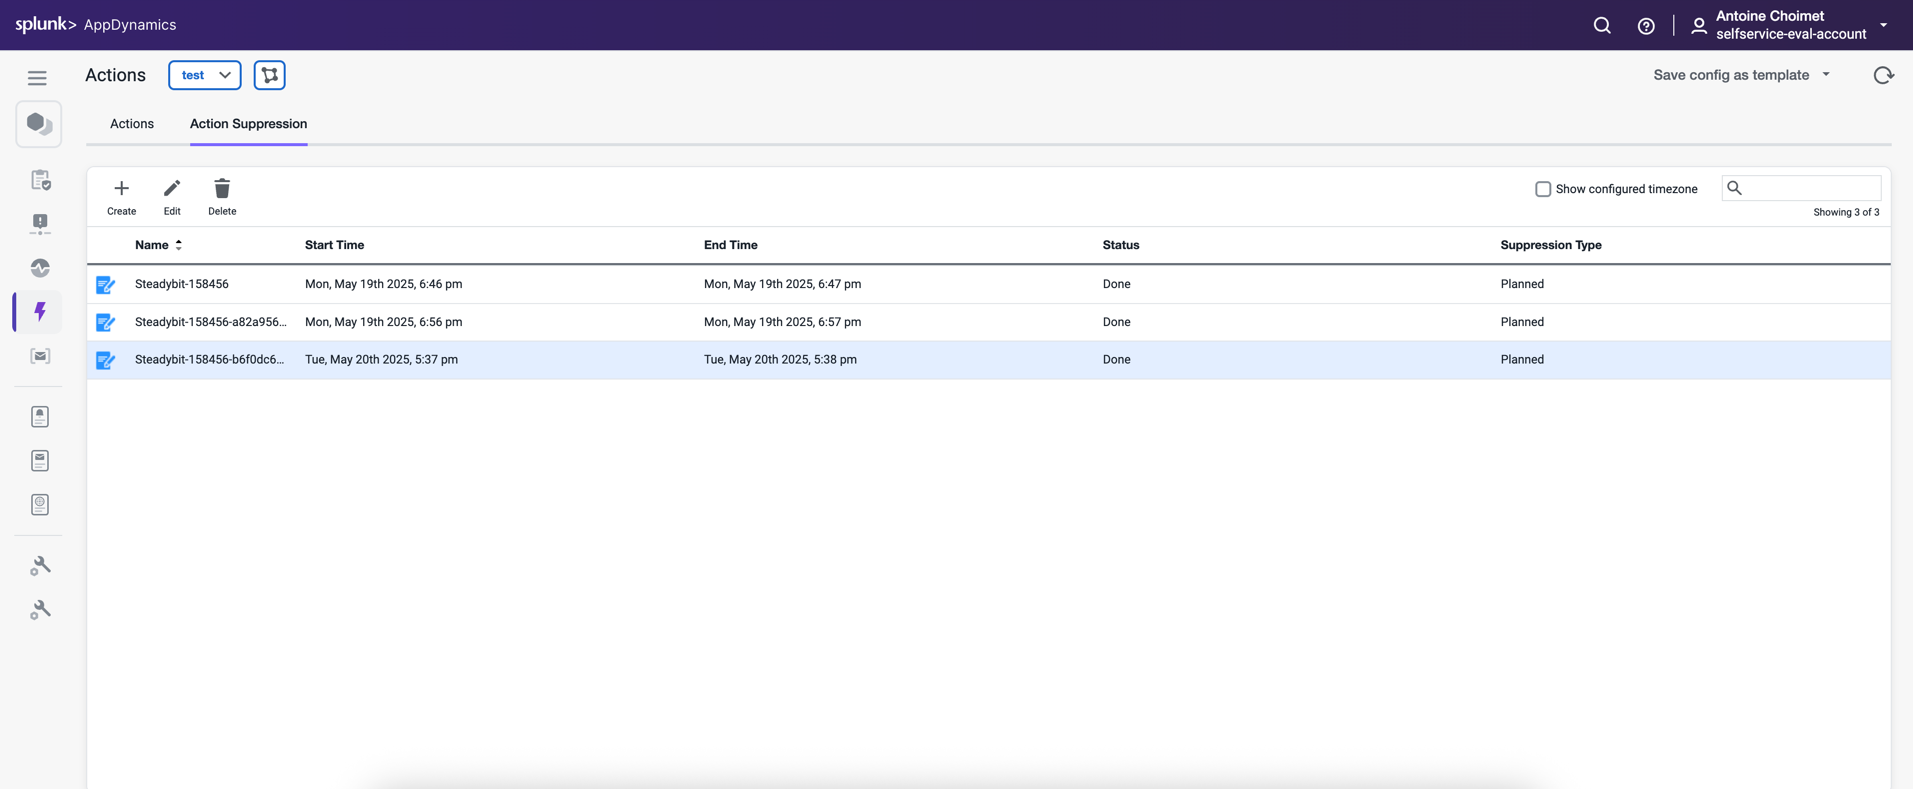 splunk> AppDynamics
Antoine Choimet
selfservice-eval-account
Actions
test
Save config as template
Actions
Action Suppression
Create
Edit
Delete
Show configured timezone
Showing 3 of 3
Name
Start Time
End Time
Status
Suppression Type
Steadybit-158456
Mon, May 19th 2025, 6:46 pm
Mon, May 19th 2025, 6:47 pm
Done
Planned
Steadybit-158456-a82a956...
Mon, May 19th 2025, 6:56 pm
Mon, May 19th 2025, 6:57 pm
Done
Planned
Steadybit-158456-b6f0dc6...
Tue, May 20th 2025, 5:37 pm
Tue, May 20th 2025, 5:38 pm
Done
Planned